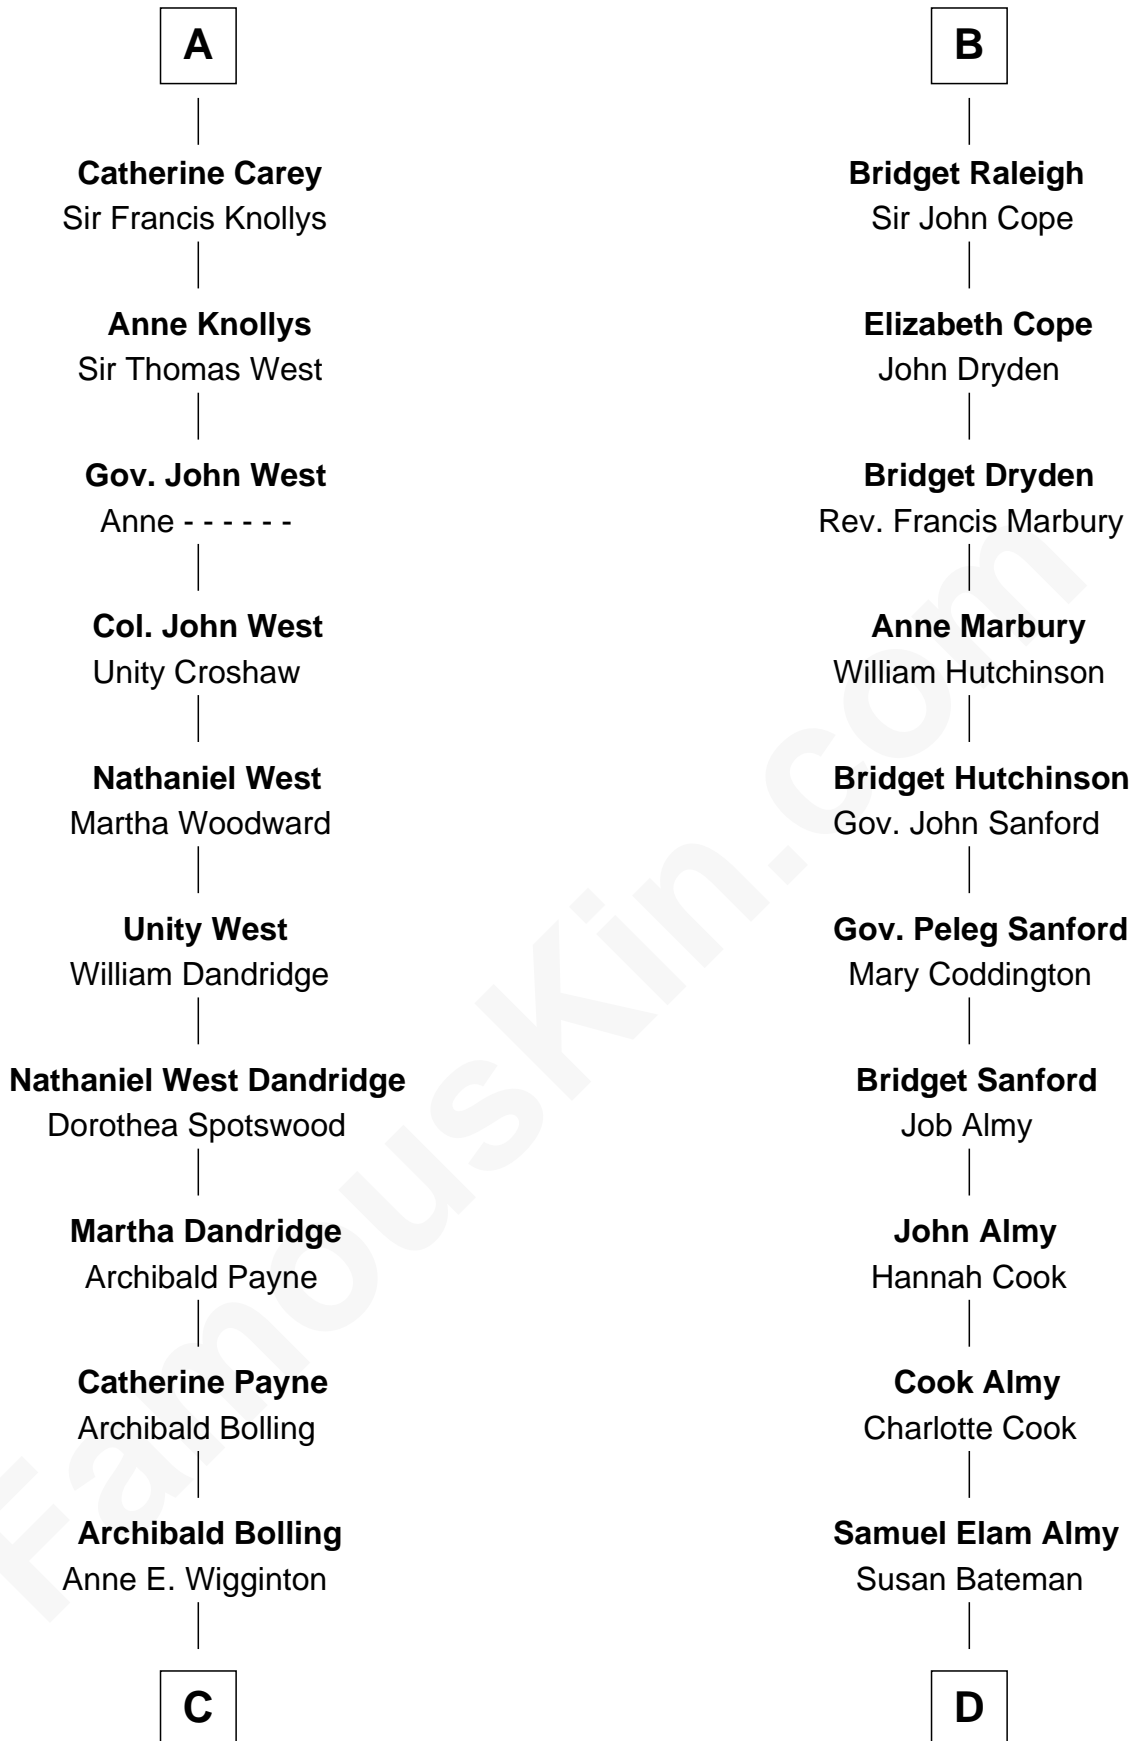 A
Catherine Carey
Sir Francis Knollys
Anne Knollys
Sir Thomas West
Gov. John West
Anne - - - - - -
Col. John West
Unity Croshaw
Nathaniel West
Martha Woodward
Unity West
William Dandridge
Nathaniel West Dandridge
Dorothea Spotswood
Martha Dandridge
Archibald Payne
Catherine Payne
Archibald Bolling
Archibald Bolling
Anne E. Wigginton
C
B
Bridget Raleigh
Sir John Cope
Elizabeth Cope
John Dryden
Bridget Dryden
Rev. Francis Marbury
Anne Marbury
William Hutchinson
Bridget Hutchinson
Gov. John Sanford
Gov. Peleg Sanford
Mary Coddington
Bridget Sanford
Job Almy
John Almy
Hannah Cook
Cook Almy
Charlotte Cook
Samuel Elam Almy
Susan Bateman
D
FamousKin.com